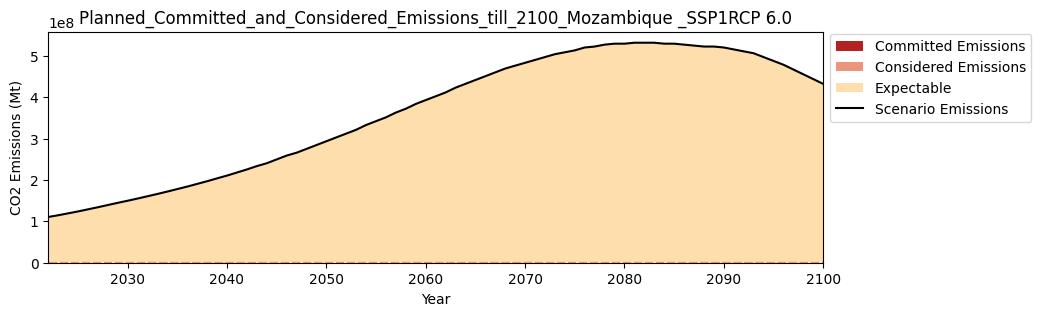 Planned_Committed_and_Considered_Emissions_till_2100_Mozambique _SSP1RCP 6.0
1e8
5
4
3
2
1
0
CO2 Emissions (Mt)
2030
2040
2050
2060
2070
2080
2090
2100
Year
Committed Emissions
Considered Emissions
Expectable
Scenario Emissions